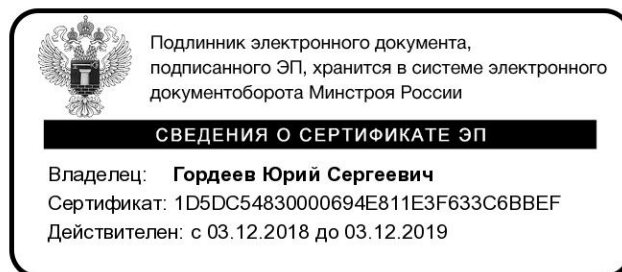 Подлинник электронного документа,
подписанного ЭП, хранится в системе электронного
документоборота Минстроя России
СВЕДЕНИЯ О СЕРТИФИКАТЕ ЭП
Владелец: Гордеев Юрий Сергеевич
Сертификат: 1D5DC54830000694E811E3F633C6BBEF
Действителен: с 03.12.2018 до 03.12.2019